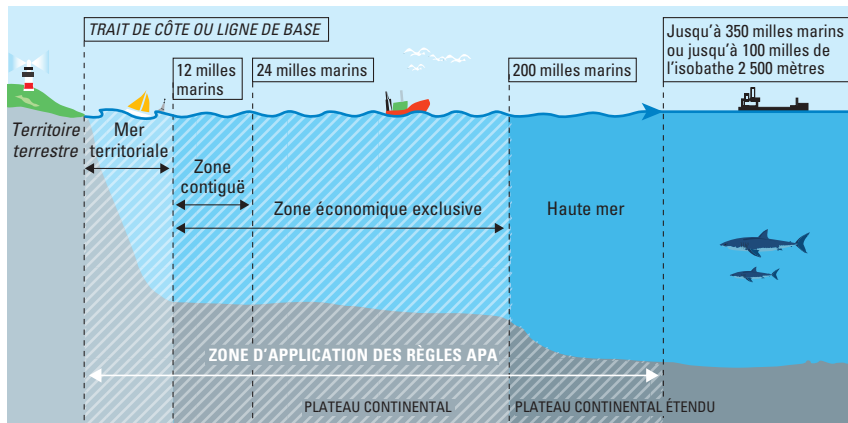 TRAIT DE CÔTE OU LIGNE DE BASE
12 milles
marins
24 milles marins
200 milles marins
Jusqu'à 350 milles marins
ou jusqu'à 100 milles de
l'isobathe 2 500 mètres
Territoire
terrestre
Mer
territoriale
Zone
contiguë
Zone économique exclusive
Haute mer
ZONE D'APPLICATION DES RÈGLES APA
PLATEAU CONTINENTAL
PLATEAU CONTINENTAL ÉTENDU